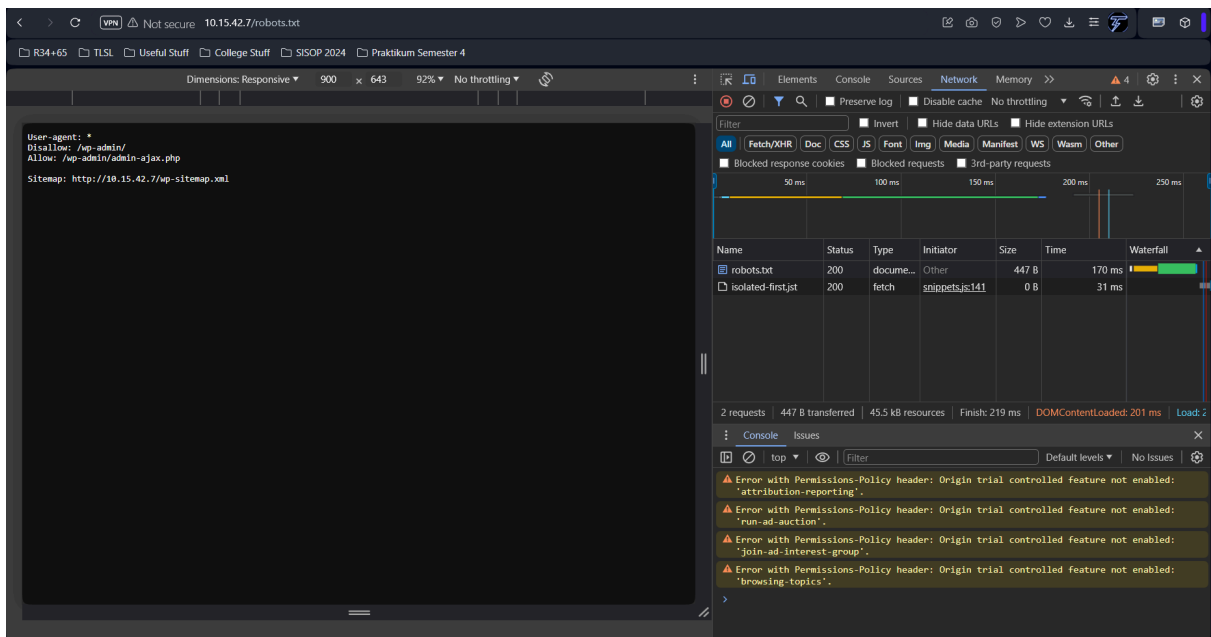 VPN Not secure 10.15.42.7/robots.txt
R34+65 TLSL Useful Stuff College Stuff SISOP 2024 Praktikum Semester 4
Dimensions: Responsive 900 x 643 92% No throttling
User-agent: *
Disallow: /wp-admin/
Allow: /wp-admin/admin-ajax.php
Sitemap: http://10.15.42.7/wp-sitemap.xml
Elements Console Sources Network Memory 4
Preserve log Disable cache No throttling
Filter Invert Hide data URLs Hide extension URLs
All Fetch/XHR Doc CSS JS Font Img Media Manifest WS Wasm Other
Blocked response cookies Blocked requests 3rd-party requests
50 ms 100 ms 150 ms 200 ms 250 ms
Name Status Type Initiator Size Time Waterfall
robots.txt 200 docume... Other 447 B 170 ms
isolated-first.jst 200 fetch snippets.js:141 0 B 31 ms
2 requests 447 B transferred 45.5 kB resources Finish: 219 ms DOMContentLoaded: 201 ms Load: 2
Console Issues
top Filter Default levels No Issues
Error with Permissions-Policy header: Origin trial controlled feature not enabled:
'attribution-reporting'.
Error with Permissions-Policy header: Origin trial controlled feature not enabled:
'run-ad-auction'.
Error with Permissions-Policy header: Origin trial controlled feature not enabled:
'join-ad-interest-group'.
Error with Permissions-Policy header: Origin trial controlled feature not enabled:
'browsing-topics'.